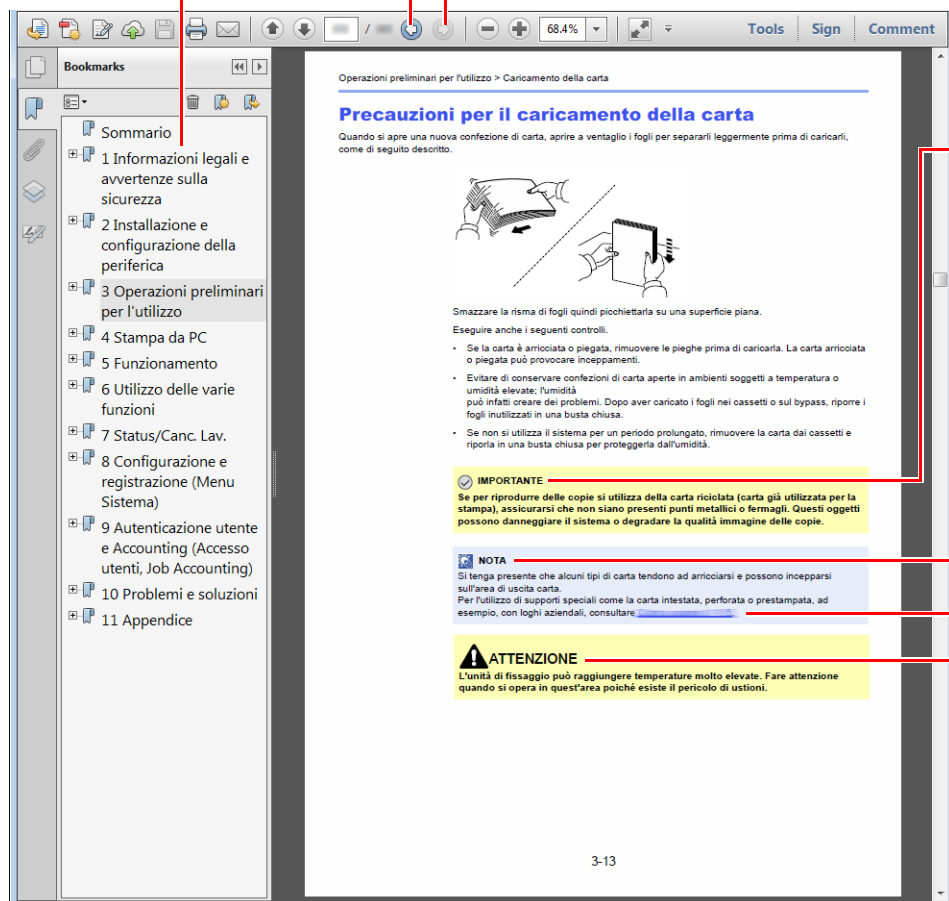 /
68.4%
Tools
Sign
Comment
Bookmarks
Sommario
1 Informazioni legali e
avvertenze sulla
sicurezza
2 Installazione e
configurazione della
periferica
3 Operazioni preliminari
per l'utilizzo
4 Stampa da PC
5 Funzionamento
6 Utilizzo delle varie
funzioni
7 Status/Canc. Lav.
8 Configurazione e
registrazione (Menu
Sistema)
9 Autenticazione utente
e Accounting (Accesso
utenti, Job Accounting)
10 Problemi e soluzioni
11 Appendice
Operazioni preliminari per l'utilizzo > Caricamento della carta
Precauzioni per il caricamento della carta
Quando si apre una nuova confezione di carta, aprire a ventaglio i fogli per separarli leggermente prima di caricarli,
come di seguito descritto.
Smazzare la risma di fogli quindi picchiettarla su una superficie piana.
Eseguire anche i seguenti controlli.
• Se la carta è arricciata o piegata, rimuovere le pieghe prima di caricarla. La carta arricciata
o piegata può provocare inceppamenti.
• Evitare di conservare confezioni di carta aperte in ambienti soggetti a temperatura o
umidità elevate; l'umidità
può infatti creare dei problemi. Dopo aver caricato i fogli nei cassetti o sul bypass, riporre i
fogli inutilizzati in una busta chiusa.
• Se non si utilizza il sistema per un periodo prolungato, rimuovere la carta dai cassetti e
riporla in una busta chiusa per proteggerla dall'umidità.
IMPORTANTE
Se per riprodurre delle copie si utilizza della carta riciclata (carta già utilizzata per la
stampa), assicurarsi che non siano presenti punti metallici o fermagli. Questi oggetti
possono danneggiare il sistema o degradare la qualità immagine delle copie.
NOTA
Si tenga presente che alcuni tipi di carta tendono ad arricciarsi e possono incepparsi
sull'area di uscita carta.
Per l'utilizzo di supporti speciali come la carta intestata, perforata o prestampata, ad
esempio, con loghi aziendali, consultare
ATTENZIONE
L'unità di fissaggio può raggiungere temperature molto elevate. Fare attenzione
quando si opera in quest'area poiché esiste il pericolo di ustioni.
3-13